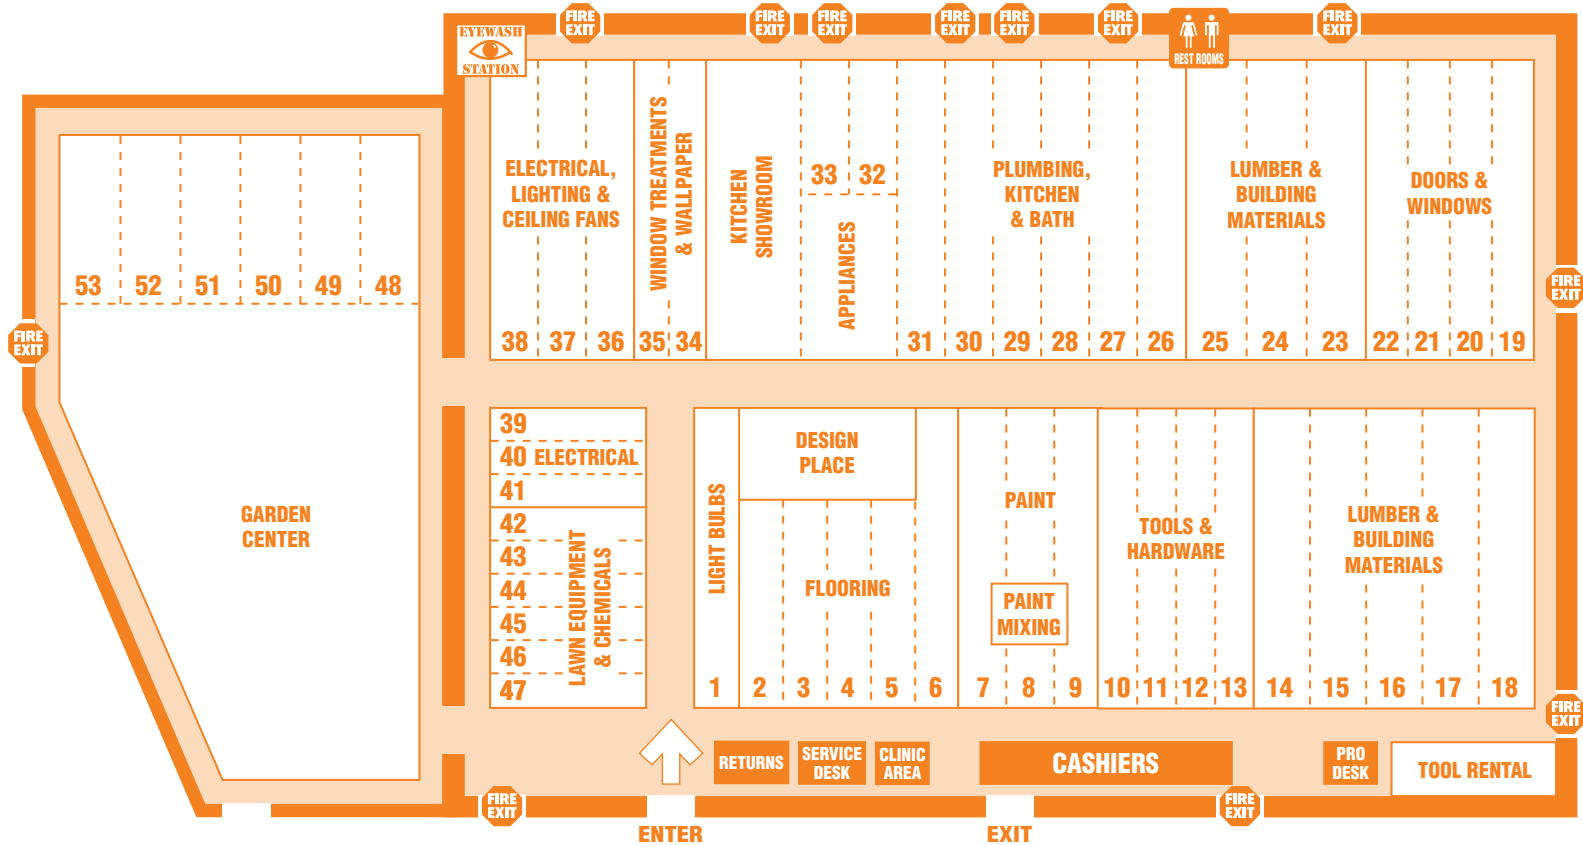 FIRE
EXIT
FIRE
EXIT
FIRE
EXIT
FIRE
EXIT
FIRE
EXIT
FIRE
EXIT
FIRE
EXIT
EYEWASH
STATION
REST ROOMS
ELECTRICAL,
LIGHTING &
CEILING FANS
38 37 36
WINDOW TREATMENTS
& WALLPAPER
35 34
KITCHEN
SHOWROOM
33 32
APPLIANCES
PLUMBING,
KITCHEN
& BATH
31 30 29 28 27 26
LUMBER &
BUILDING
MATERIALS
25 24 23
DOORS &
WINDOWS
22 21 20 19
FIRE
EXIT
53 52 51 50 49 48
FIRE
EXIT
GARDEN
CENTER
39
40 ELECTRICAL
41
42
43
44
45
46
47
LAWN EQUIPMENT
& CHEMICALS
LIGHT BULBS
1
DESIGN
PLACE
FLOORING
2 3 4 5 6
PAINT
PAINT
MIXING
7 8 9
TOOLS &
HARDWARE
10 11 12 13
LUMBER &
BUILDING
MATERIALS
14 15 16 17 18
FIRE
EXIT
RETURNS
SERVICE
DESK
CLINIC
AREA
CASHIERS
PRO
DESK
TOOL RENTAL
FIRE
EXIT
FIRE
EXIT
ENTER
EXIT